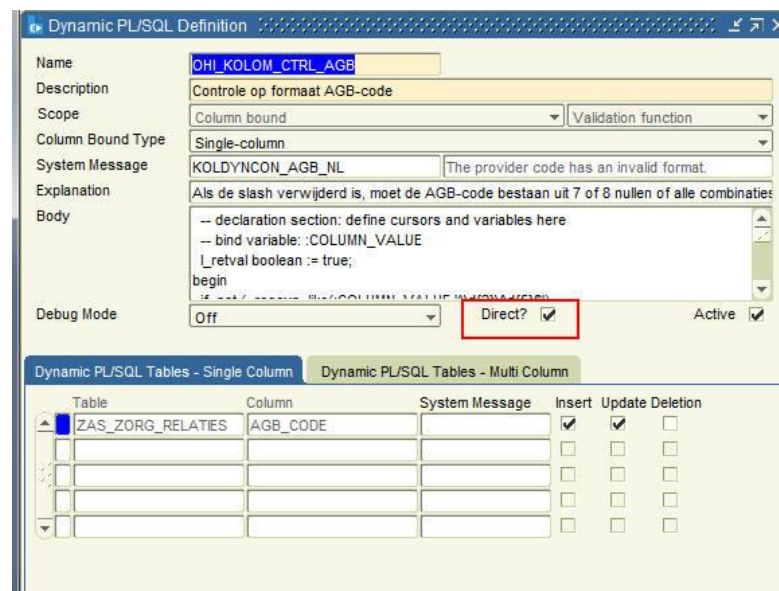 Dynamic PL/SQL Definition
Name OHI_KOLOM_CTRL_AGB
Description Controle op formaat AGB-code
Scope Column bound Validation function
Column Bound Type Single-column
System Message KOLDYNCON_AGB_NL The provider code has an invalid format.
Explanation Als de slash verwijderd is, moet de AGB-code bestaan uit 7 of 8 nullen of alle combinaties
Body -- declaration section: define cursors and variables here
-- bind variable: :COLUMN_VALUE
l_retval boolean := true;
begin
Debug Mode Off Direct? Active
Dynamic PL/SQL Tables - Single Column Dynamic PL/SQL Tables - Multi Column
Table Column System Message Insert Update Deletion
ZAS_ZORG_RELATIES AGB_CODE